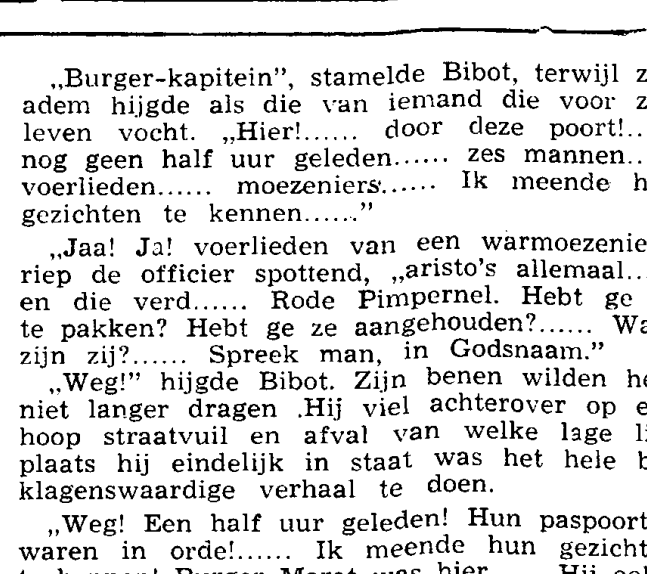 „Burger-kapitein”, stamelde Bibot, terwijl z
adem hijgde als die van iemand die voor z
leven vocht. „Hier!...... door deze poort!..
nog geen half uur geleden...... zes mannen..
voerlieden...... moezeniers...... Ik meende h
gezichten te kennen......”
„Jaa! Ja! voerlieden van een warmoezenie
riep de officier spottend, „aristo's allemaal..
en die verd...... Rode Pimpernel. Hebt ge
te pakken? Hebt ge ze aangehouden?...... Wa
zijn zij?...... Spreek man, in Godsnaam.”
„Weg!” hijgde Bibot. Zijn benen wilden he
niet langer dragen .Hij viel achterover op e
hoop straatvuil en afval van welke lage li
plaats hij eindelijk in staat was het hele b
klagenswaardige verhaal te doen.
„Weg! Een half uur geleden! Hun paspoort
waren in orde!...... Ik meende hun gezicht